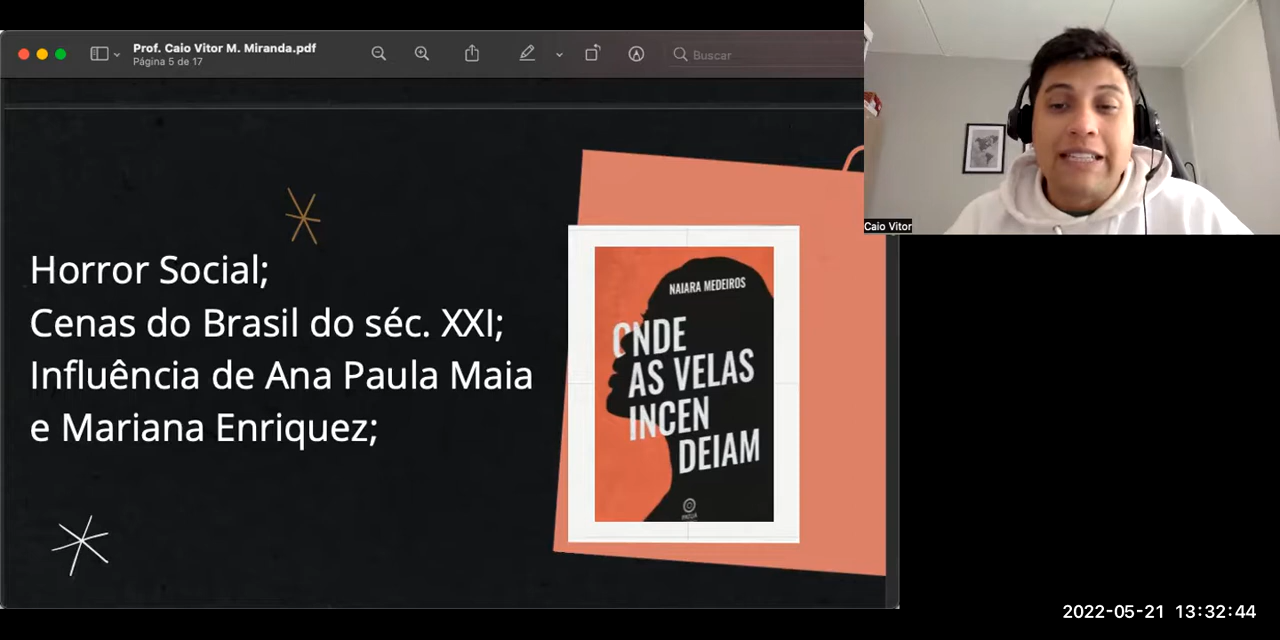 Prof. Caio Vitor M. Miranda.pdf
Página 5 de 17
Buscar
Horror Social;
Cenas do Brasil do séc. XXI;
Influência de Ana Paula Maia
e Mariana Enriquez;
NAIARA MEDEIROS
ONDE
AS VELAS
INCEN
DEIAM
Caio Vitor
2022-05-21 13:32:44